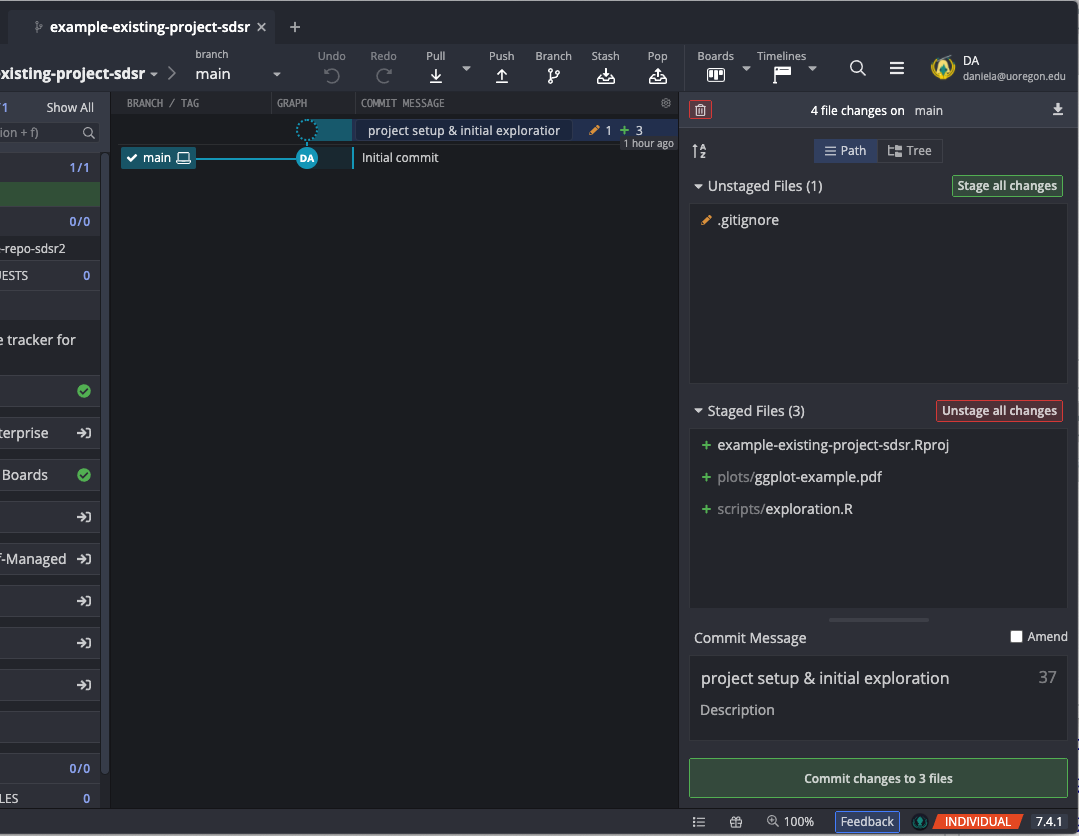 example-existing-project-sdsr
xisting-project-sdsr
branch
main
Undo
Redo
Pull
Push
Branch
Stash
Pop
Boards
Timelines
DA
daniela@uoregon.edu
/1
Show All
ion + f)
1/1
0/0
-repo-sdsr2
UESTS
0
e tracker for
terprise
Boards
f-Managed
0/0
LES
0
BRANCH / TAG
GRAPH
COMMIT MESSAGE
project setup & initial exploration
1
3
1 hour ago
main
DA
Initial commit
4 file changes on main
Path
Tree
Unstaged Files (1)
Stage all changes
.gitignore
Staged Files (3)
Unstage all changes
example-existing-project-sdsr.Rproj
plots/ggplot-example.pdf
scripts/exploration.R
Commit Message
Amend
project setup & initial exploration
37
Description
Commit changes to 3 files
100%
Feedback
INDIVIDUAL
7.4.1